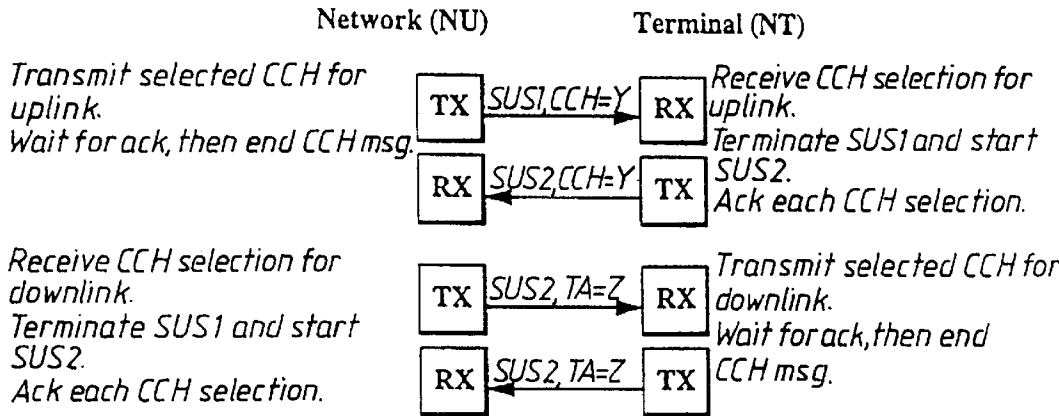 Network (NU)
Terminal (NT)
Transmit selected CCH for
uplink.
Wait for ack, then end CCH msg.
TX
SUS1,CCH=Y
RX
Receive CCH selection for
uplink.
Terminate SUS1 and start
SUS2.
Ack each CCH selection.
RX
SUS2,CCH=Y
TX
Receive CCH selection for
downlink.
Terminate SUS1 and start
SUS2.
Ack each CCH selection.
TX
SUS2, TA=Z
RX
Transmit selected CCH for
downlink.
Wait for ack, then end
CCH msg.
RX
SUS2, TA=Z
TX